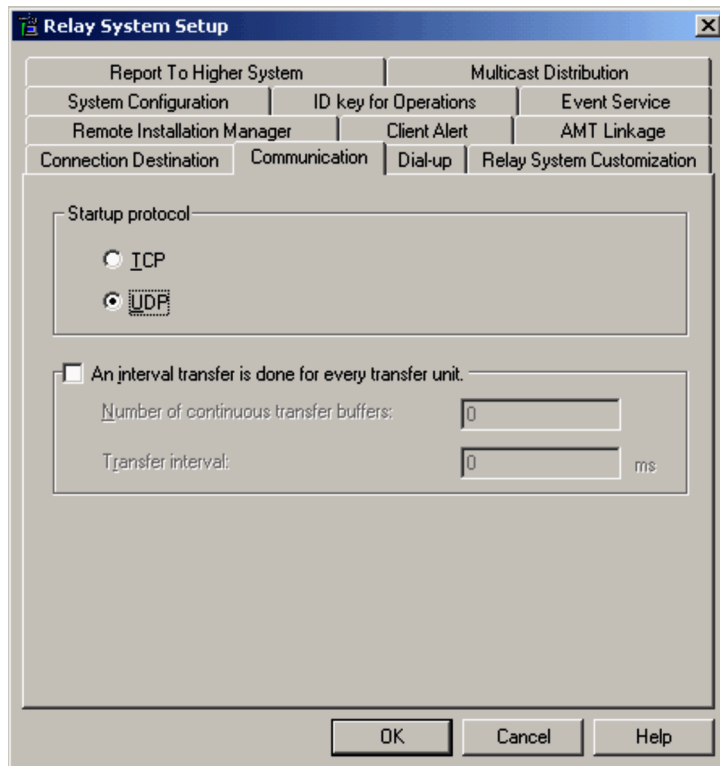 Relay System Setup
Report To Higher System Multicast Distribution
System Configuration ID key for Operations Event Service
Remote Installation Manager Client Alert AMT Linkage
Connection Destination Communication Dial-up Relay System Customization
Startup protocol
TCP
UDP
An interval transfer is done for every transfer unit.
Number of continuous transfer buffers: 0
Transfer interval: 0 ms
OK Cancel Help